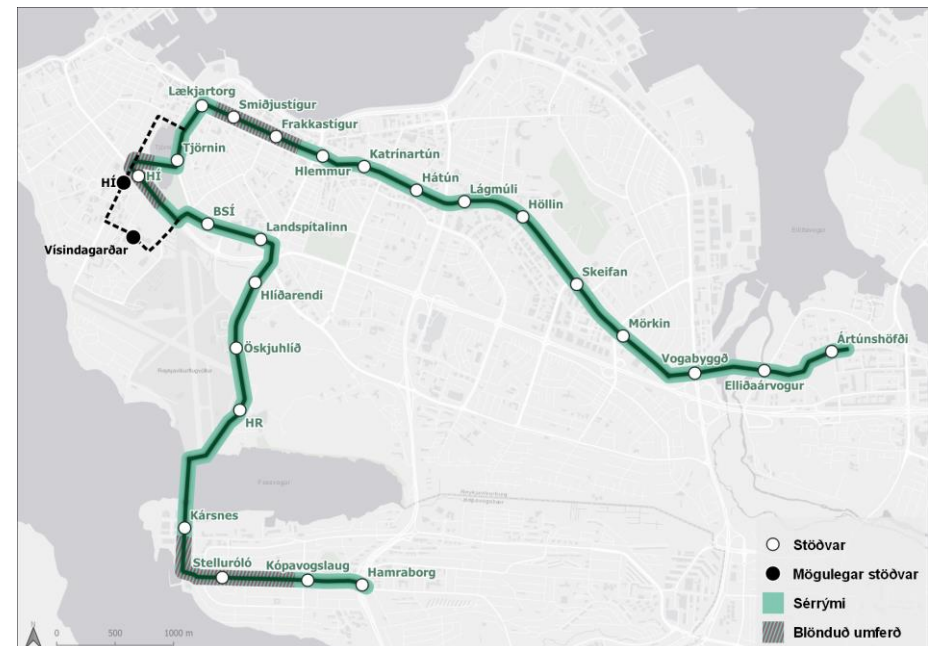 Lækjartorg
Smiðjustígur
Frakkastígur
Tjörnin
Hlemmur
Katrínartún
HÍ
HÍ
Hátún
Lágmúli
Höllin
BSÍ
Landspítalinn
Vísindagarðar
Hlíðarendi
Skeifan
Öskjuhlíð
Mörkin
Ártúnshöfði
Vogabyggð
Elliðaárvogur
HR
Kársnes
Stelluróló
Kópavogslaug
Hamraborg
Stöðvar
Mögulegar stöðvar
Sérrými
Blönduð umferð
N
0 500 1000 m